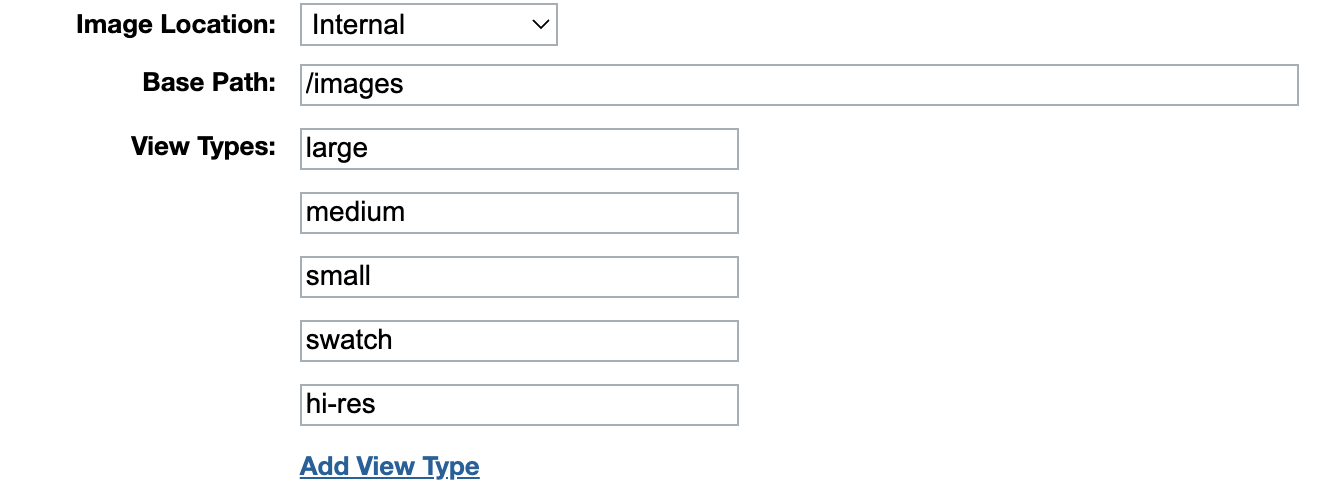 Image Location: Internal
Base Path: /images
View Types: large
medium
small
swatch
hi-res
Add View Type